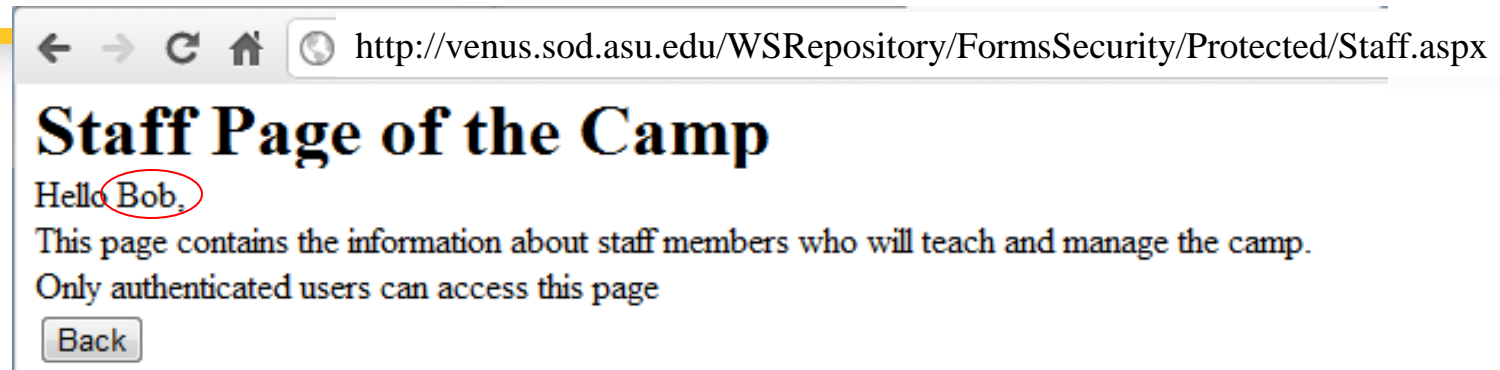 http://venus.sod.asu.edu/WSRepository/FormsSecurity/Protected/Staff.aspx
Staff Page of the Camp
Hello Bob,
This page contains the information about staff members who will teach and manage the camp.
Only authenticated users can access this page
Back